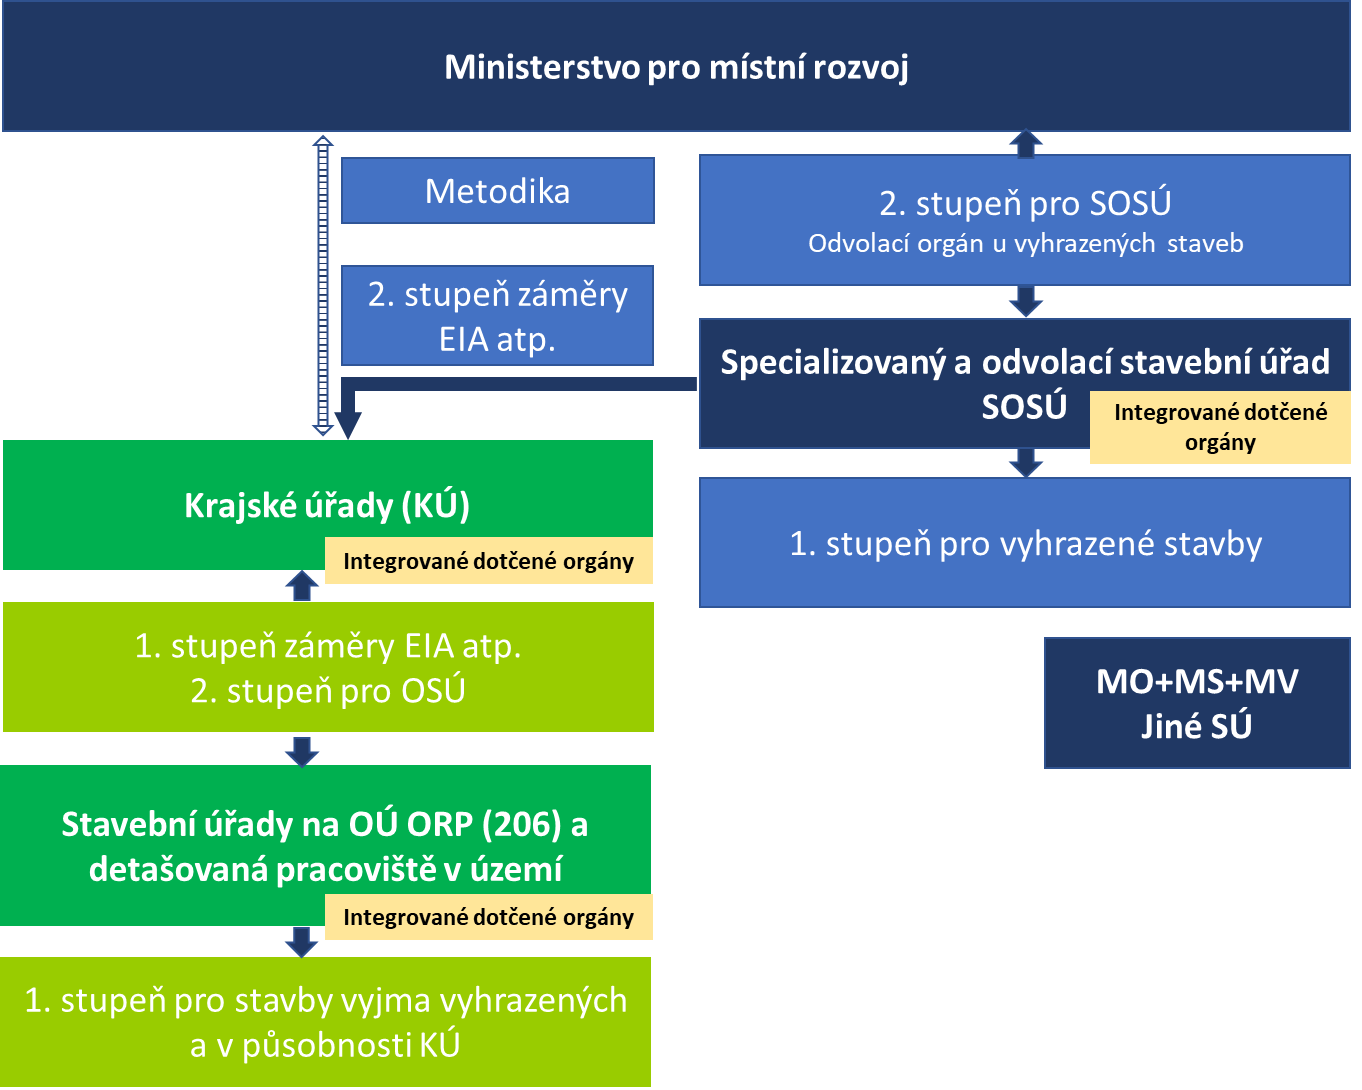 Ministerstvo pro místní rozvoj
Metodika
2. stupeň záměry
EIA atp.
2. stupeň pro SOSÚ
Odvolací orgán u vyhrazených staveb
Specializovaný a odvolací stavební úřad
SOSÚ
Integrované dotčené
orgány
1. stupeň pro vyhrazené stavby
Krajské úřady (KÚ)
Integrované dotčené orgány
1. stupeň záměry EIA atp.
2. stupeň pro OSÚ
MO+MS+MV
Jiné SÚ
Stavební úřady na OÚ ORP (206) a
detašovaná pracoviště v území
Integrované dotčené orgány
1. stupeň pro stavby vyjma vyhrazených
a v působnosti KÚ